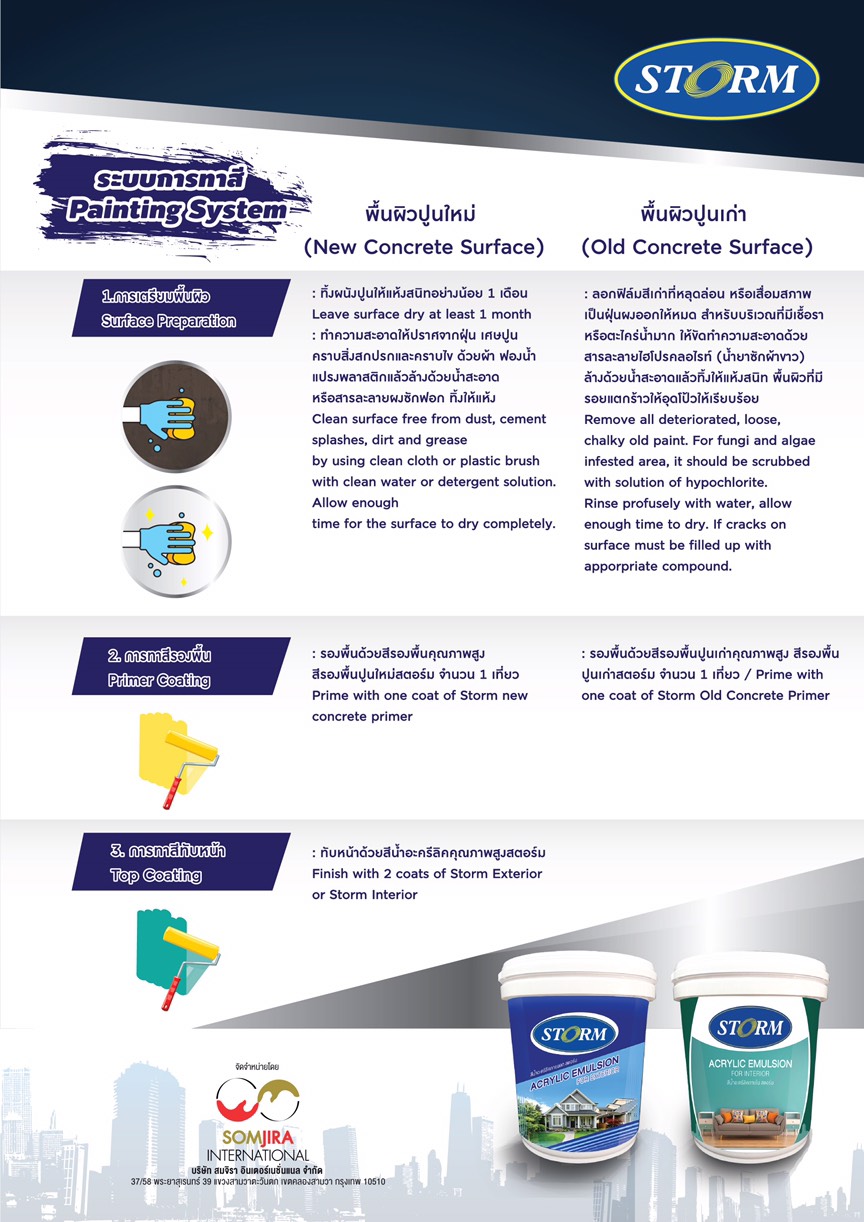 STORM
ระบบการทาสี
Painting System
พื้นผิวปูนใหม่
(New Concrete Surface)
พื้นผิวปูนเก่า
(Old Concrete Surface)
1.การเตรียมพื้นผิว
Surface Preparation
: ทิ้งผนังปูนให้แห้งสนิทอย่างน้อย 1 เดือน
Leave surface dry at least 1 month
: ทำความสะอาดให้ปราศจากฝุ่น เศษปูน
คราบสิ่งสกปรกและคราบไข ด้วยผ้า ฟองน้ำ
แปรงพลาสติกแล้วล้างด้วยน้ำสะอาด
หรือสารละลายผงซักฟอก ทิ้งให้แห้ง
Clean surface free from dust, cement
splashes, dirt and grease
by using clean cloth or plastic brush
with clean water or detergent solution.
Allow enough
time for the surface to dry completely.
: ลอกฟิล์มสีเก่าที่หลุดล่อน หรือเสื่อมสภาพ
เป็นฝุ่นผงออกให้หมด สำหรับบริเวณที่มีเชื้อรา
หรือตะไคร่น้ำมาก ให้ขัดทำความสะอาดด้วย
สารละลายไฮโปรคลอไรท์ (น้ำยาซักผ้าขาว)
ล้างด้วยน้ำสะอาดแล้วทิ้งให้แห้งสนิท พื้นผิวที่มี
รอยแตกร้าวให้อุดโป๊วให้เรียบร้อย
Remove all deteriorated, loose,
chalky old paint. For fungi and algae
infested area, it should be scrubbed
with solution of hypochlorite.
Rinse profusely with water, allow
enough time to dry. If cracks on
surface must be filled up with
apporpriate compound.
2. การทาสีรองพื้น
Primer Coating
: รองพื้นด้วยสีรองพื้นคุณภาพสูง
สีรองพื้นปูนใหม่สตอร์ม จำนวน 1 เที่ยว
Prime with one coat of Storm new
concrete primer
: รองพื้นด้วยสีรองพื้นปูนเก่าคุณภาพสูง สีรองพื้น
ปูนเก่าสตอร์ม จำนวน 1 เที่ยว / Prime with
one coat of Storm Old Concrete Primer
3. การทาสีทับหน้า
Top Coating
: ทับหน้าด้วยสีน้ำอะครีลิคคุณภาพสูงสตอร์ม
Finish with 2 coats of Storm Exterior
or Storm Interior
STORM
ACRYLIC EMULSION
FOR EXTERIOR
STORM
ACRYLIC EMULSION
FOR INTERIOR
จัดจำหน่ายโดย
SOMJIRA
INTERNATIONAL
บริษัท สมจิรา อินเตอร์เนชั่นแนล จำกัด
37/58 พระยาสุเรนทร์ 39 แขวงสามวาตะวันตก เขตคลองสามวา กรุงเทพ 10510